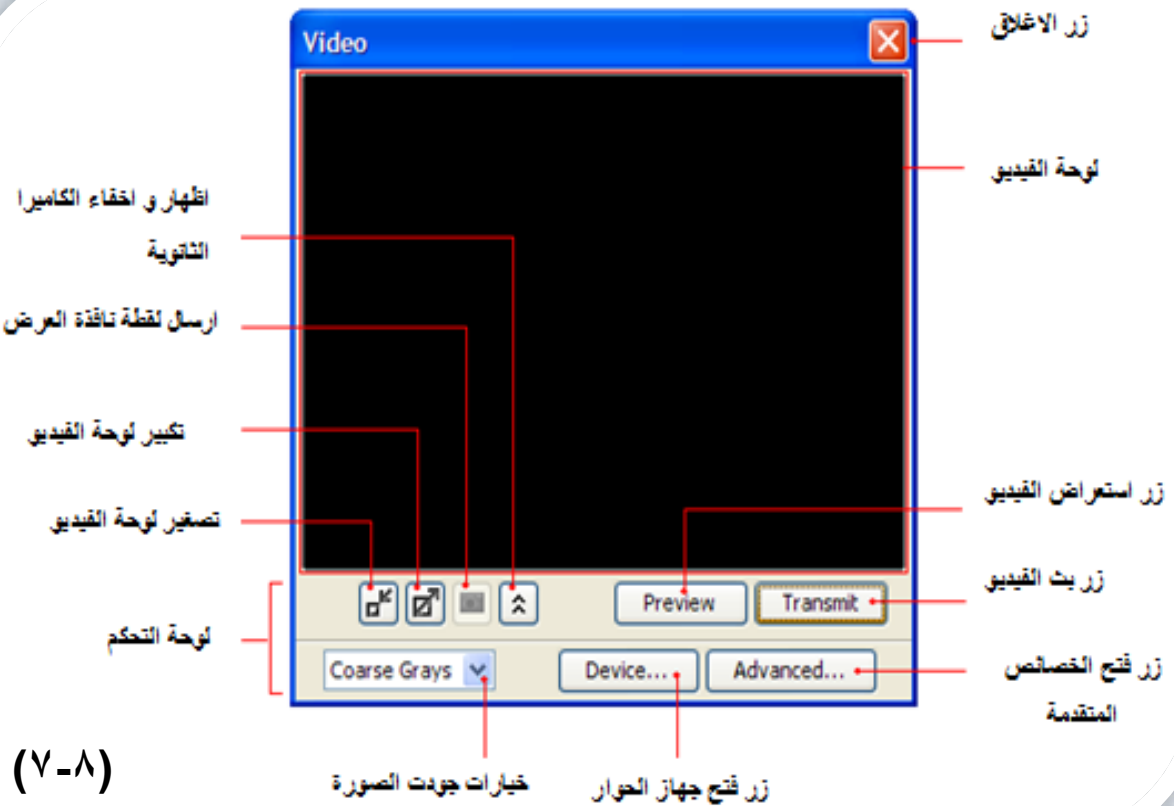 زر الاغلاق
Video
لوحة الفيديو
اظهار و اخفاء الكاميرا
الثانوية
ارسال لقطة نافذة العرض
تكبير لوحة الفيديو
تصغير لوحة الفيديو
زر استعراض الفيديو
زر بث الفيديو
Preview
Transmit
لوحة التحكم
Coarse Grays
Device...
Advanced...
زر فتح الخصائص
المتقدمة
خيارات جودت الصورة
زر فتح جهاز الحوار
(٧-٨)